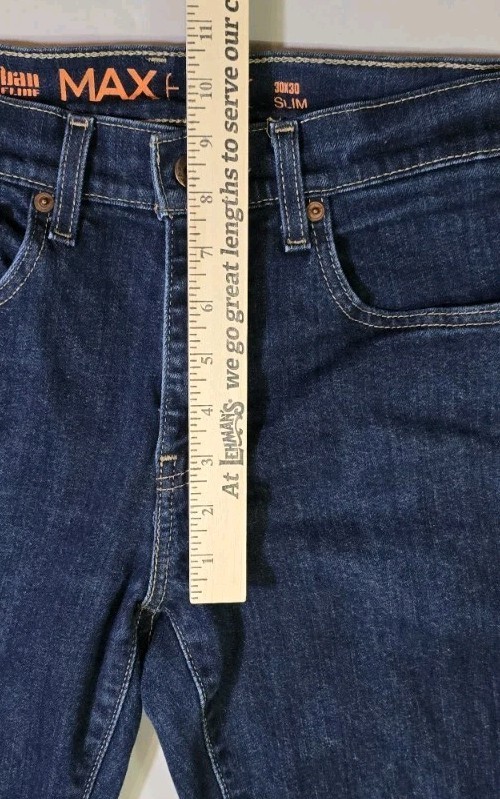 ban
MAX F
30X30
SLIM
At LEHMAN'S we go great lengths to serve our c
1 2 3 4 5 6 7 8 9 10 11